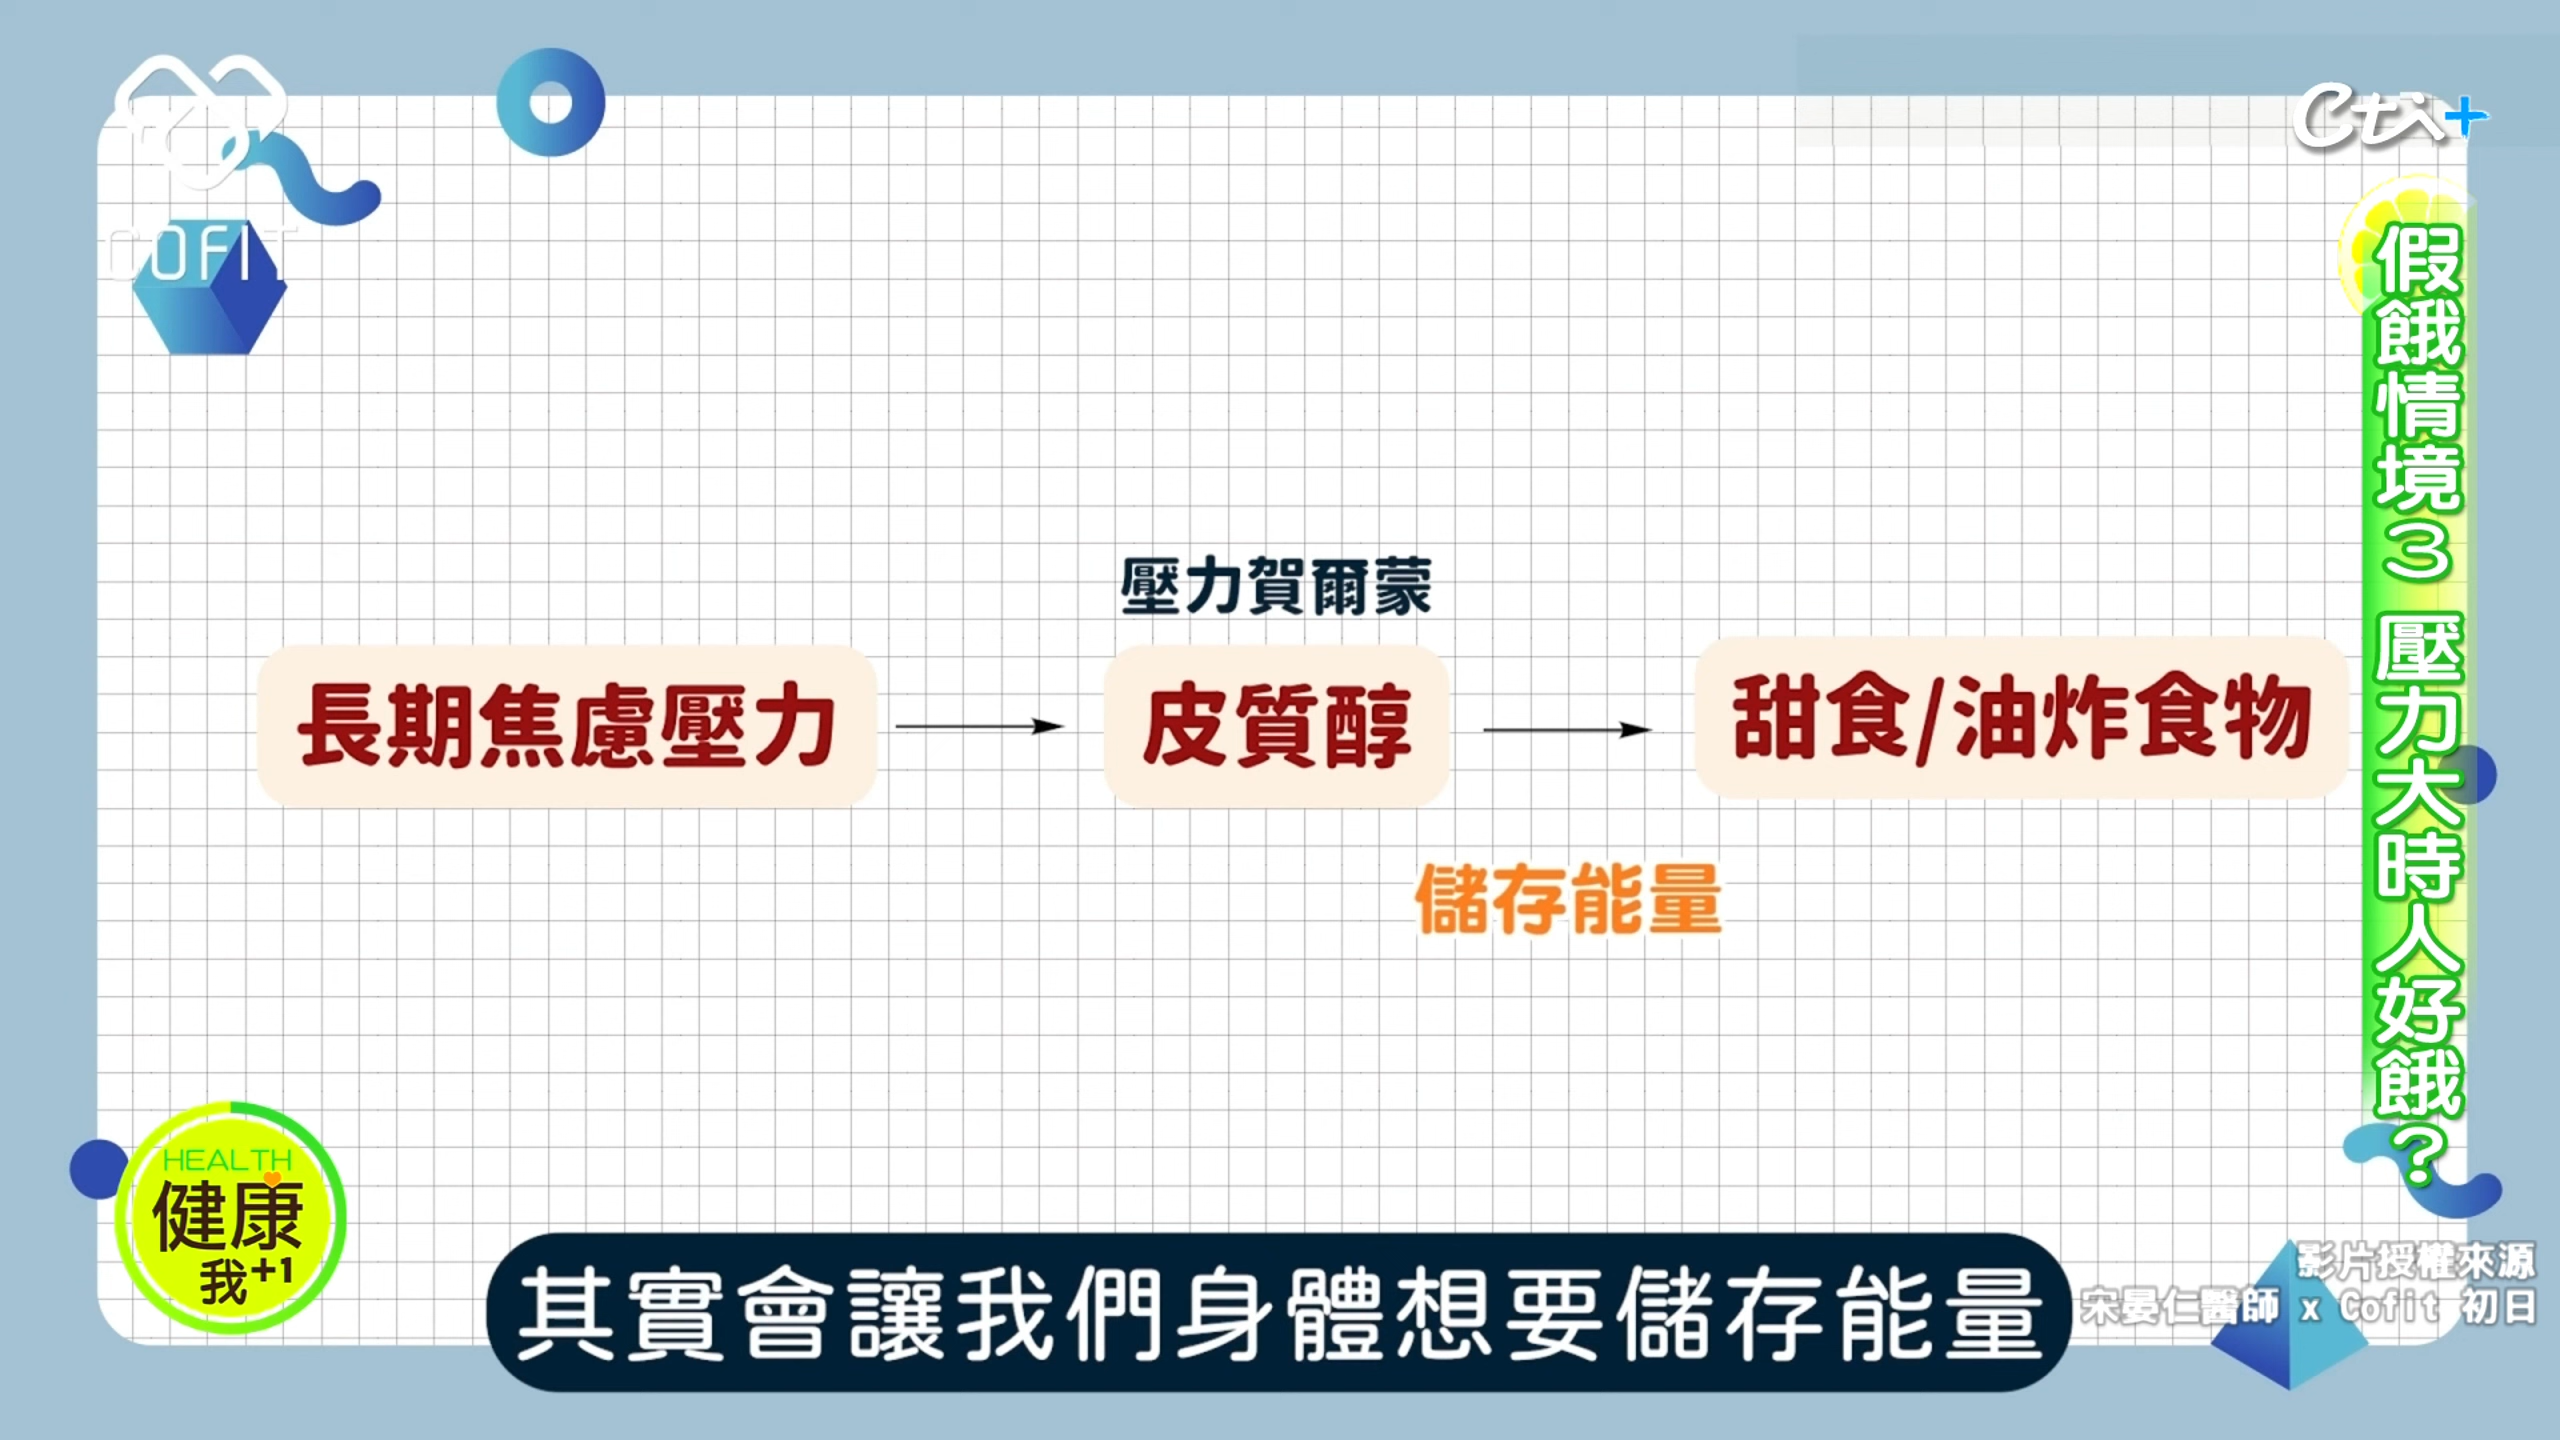 COFIT
Ctiטּ+
假餓情境3 壓力大時人好餓?
壓力賀爾蒙
長期焦慮壓力
皮質醇
甜食/油炸食物
儲存能量
HEALTH
健康
我+1
其實會讓我們身體想要儲存能量
影片授權來源
宋晏仁醫師 x Cofit 初日